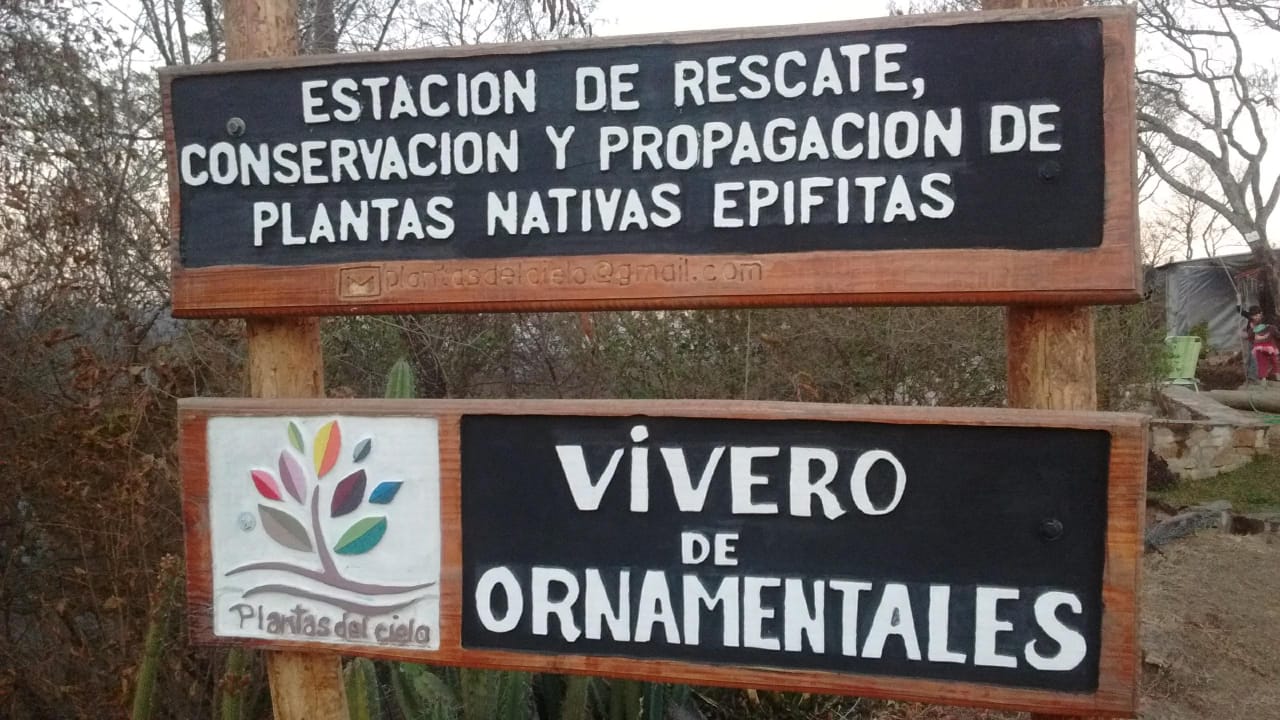 ESTACION DE RESCATE,
CONSERVACION Y PROPAGACION DE
PLANTAS NATIVAS EPIFITAS
plantasdelcielo@gmail.com
Plantas del cielo
ViVERO
DE
ORNAMENTALES